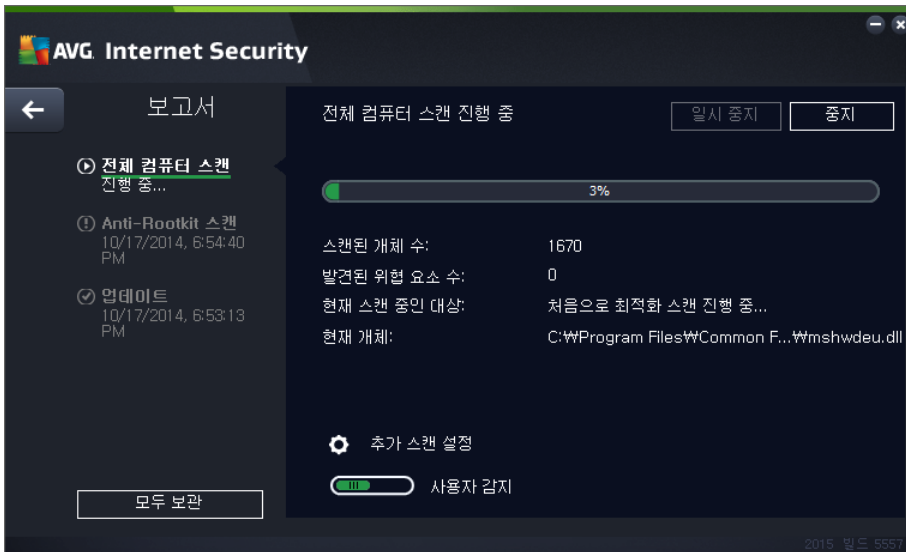 AVG. Internet Security
보고서
전체 컴퓨터 스캔
진행 중...
Anti-Rootkit 스캔
10/17/2014, 6:54:40
PM
업데이트
10/17/2014, 6:53:13
PM
모두 보관
전체 컴퓨터 스캔 진행 중
일시 중지
중지
3%
스캔된 개체 수: 1670
발견된 위협 요소 수: 0
현재 스캔 중인 대상: 처음으로 최적화 스캔 진행 중...
현재 개체: C:₩Program Files₩Common F...₩mshwdeu.dll
추가 스캔 설정
사용자 감지
2015 빌드 5557